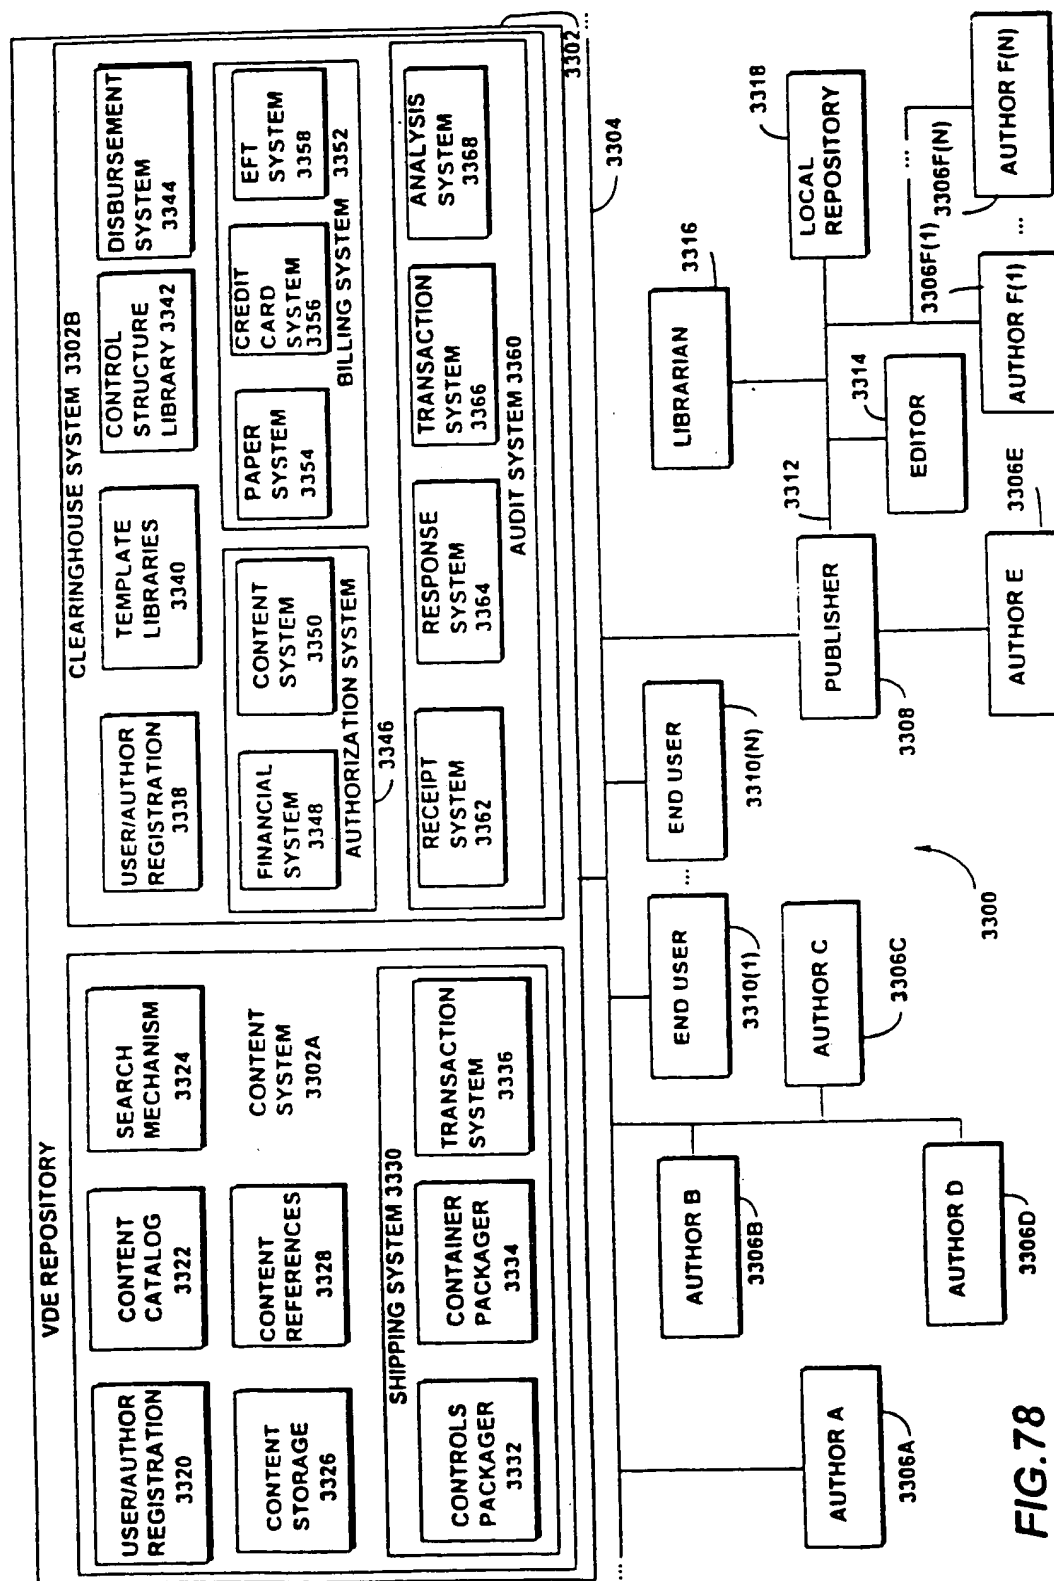 VDE REPOSITORY
USER/AUTHOR
REGISTRATION
3320
CONTENT
CATALOG
3322
SEARCH
MECHANISM
3324
CONTENT
STORAGE
3326
CONTENT
REFERENCES
3328
CONTENT
SYSTEM
3302A
SHIPPING SYSTEM 3330
CONTROLS
PACKAGER
3332
CONTAINER
PACKAGER
3334
TRANSACTION
SYSTEM
3336
CLEARINGHOUSE SYSTEM 3302B
USER/AUTHOR
REGISTRATION
3338
TEMPLATE
LIBRARIES
3340
CONTROL
STRUCTURE
LIBRARY 3342
DISBURSEMENT
SYSTEM
3344
FINANCIAL
SYSTEM
3348
CONTENT
SYSTEM
3350
AUTHORIZATION SYSTEM
3346
PAPER
SYSTEM
3354
CREDIT
CARD
SYSTEM
3356
EFT
SYSTEM
3358
BILLING SYSTEM 3352
RECEIPT
SYSTEM
3362
RESPONSE
SYSTEM
3364
TRANSACTION
SYSTEM
3366
ANALYSIS
SYSTEM
3368
AUDIT SYSTEM 3360
3302
...
...
3304
AUTHOR A
3306A
AUTHOR B
3306B
AUTHOR C
3306C
AUTHOR D
3306D
END USER
3310(1)
...
END USER
3310(N)
3300
PUBLISHER
3308
3312
LIBRARIAN
3316
LOCAL
REPOSITORY
3318
EDITOR
3314
AUTHOR E
3306E
AUTHOR F(1)
3306F(1)
...
...
AUTHOR F(N)
3306F(N)
FIG.78